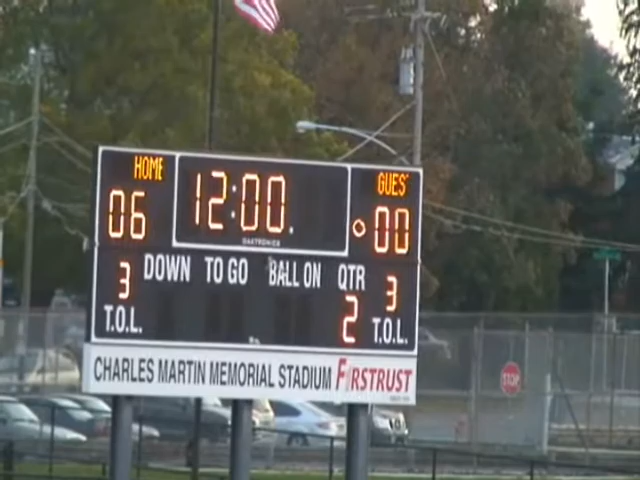 HOME 12:00. GUEST
06 00
DAKTRONICS
3 DOWN TO GO BALL ON QTR 3
T.O.L. 2 T.O.L.
CHARLES MARTIN MEMORIAL STADIUM FIRSTRUST
STOP